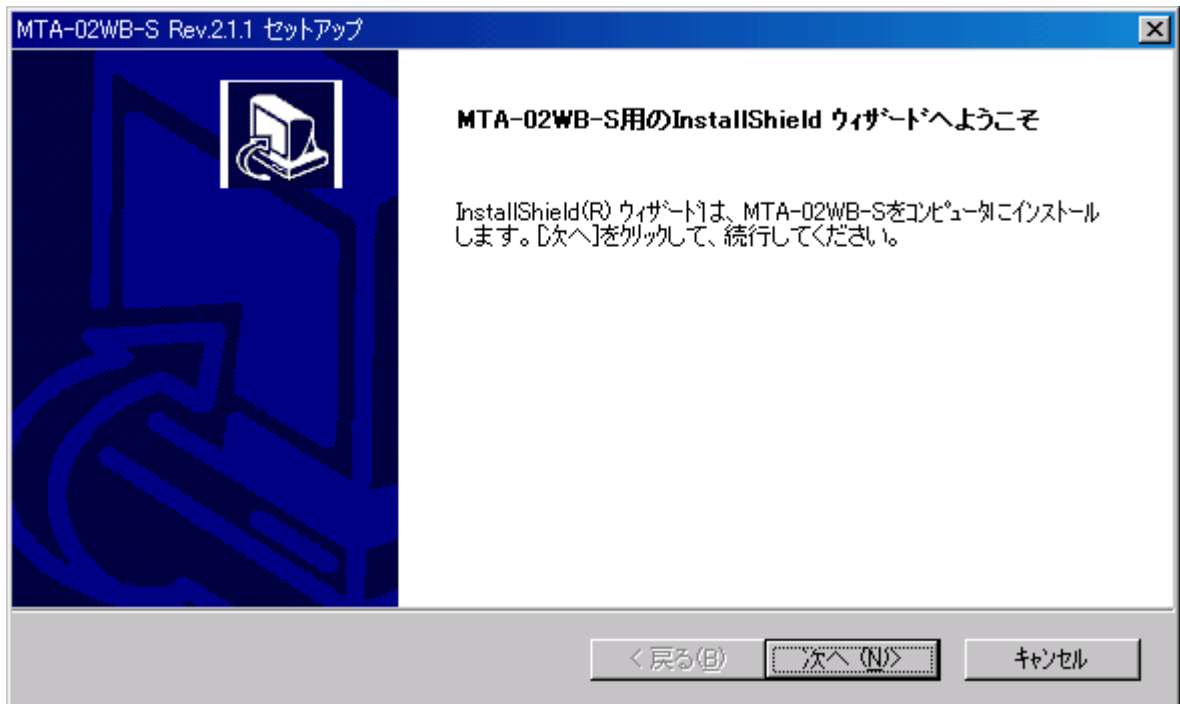 MTA-02WB-S Rev.2.1.1 セットアップ
MTA-02WB-S用のInstallShield ウィザードへようこそ
InstallShield(R) ウィザードは、MTA-02WB-Sをコンピュータにインストール
します。[次へ]をクリックして、続行してください。
< 戻る(B)
次へ (N)>
キャンセル